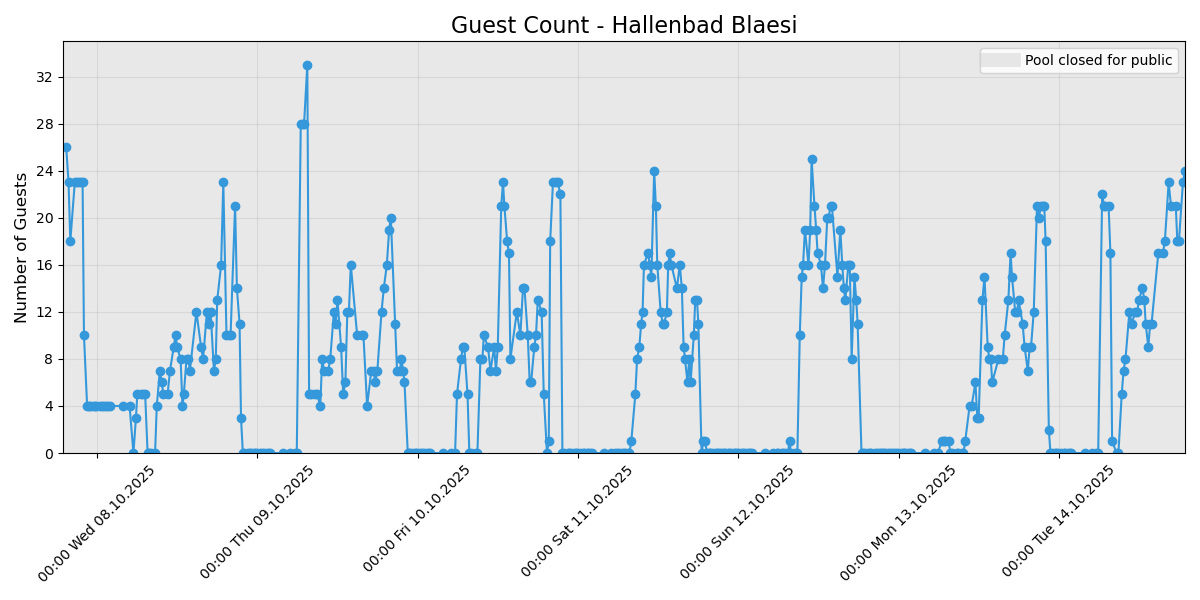 Guest Count - Hallenbad Blaesi
Pool closed for public
Number of Guests
32
28
24
20
16
12
8
4
0
00:00 Wed 08.10.2025
00:00 Thu 09.10.2025
00:00 Fri 10.10.2025
00:00 Sat 11.10.2025
00:00 Sun 12.10.2025
00:00 Mon 13.10.2025
00:00 Tue 14.10.2025